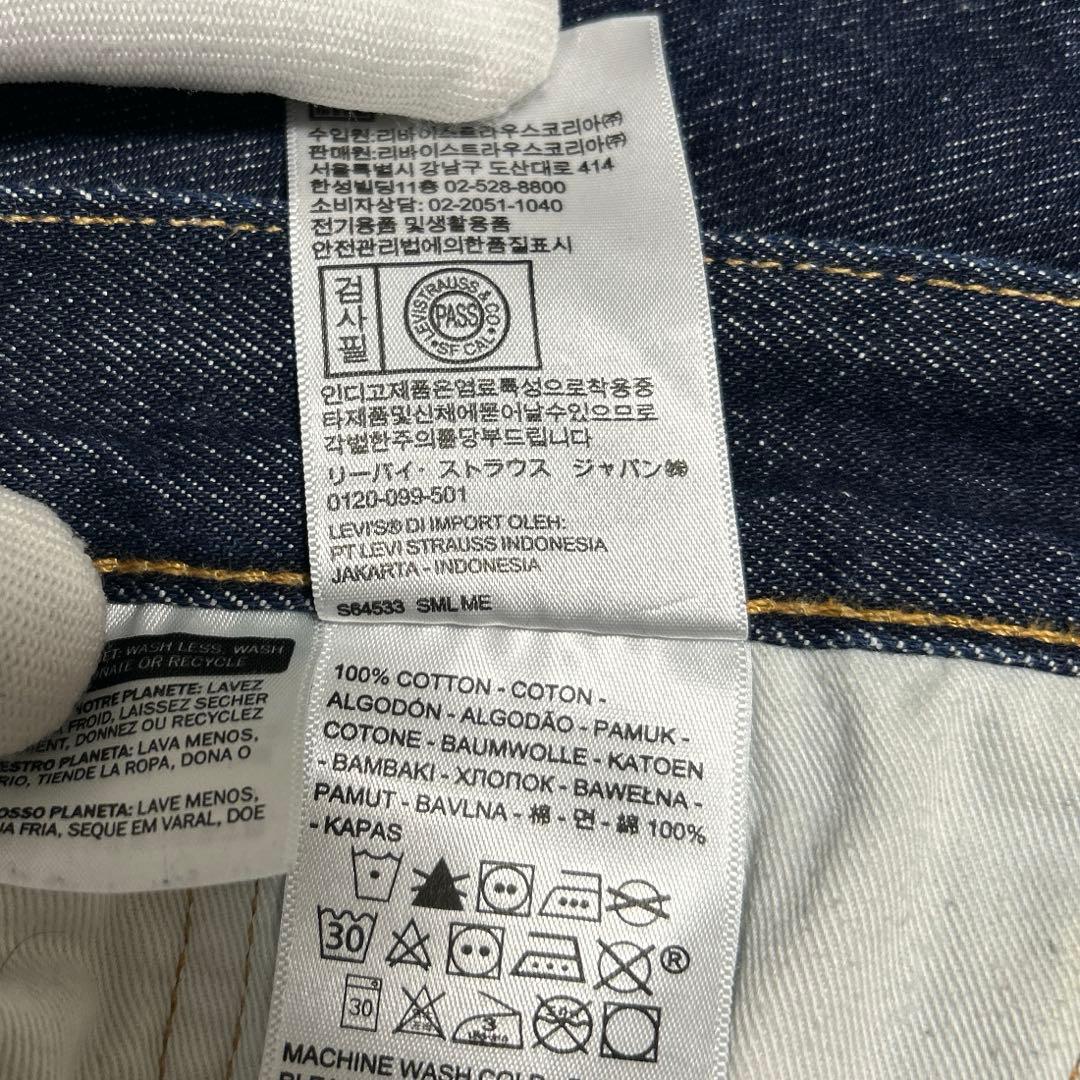 수입원:리바이스트라우스코리아㈜
판매원:리바이스트라우스코리아㈜
서울특별시 강남구 도산대로 414
한성빌딩11층 02-528-8800
소비자상담: 02-2051-1040
전기용품 및생활용품
안전관리법에의한품질표시
검사필
LEVI STRAUSS & CO
PASS
SF CAL
인디고제품은염료특성으로착용중
타제품및신체에묻어날수있으므로
각별한주의를당부드립니다
リーバイ・ストラウス ジャパン㈱
0120-099-501
LEVI'S® DI IMPORT OLEH:
PT LEVI STRAUSS INDONESIA
JAKARTA - INDONESIA
S64533 SMLME
ET: WASH LESS, WASH
NATE OR RECYCLE
NOTRE PLANETE: LAVEZ
FROID, LAISSEZ SECHER
ENT, DONNEZ OU RECYCLEZ
ESTRO PLANETA: LAVA MENOS,
RIO, TIENDE LA ROPA, DONA O
OSSO PLANETA: LAVE MENOS,
UA FRIA, SEQUE EM VARAL, DOE
100% COTTON - COTON -
ALGODÓN - ALGODÃO - PAMUK -
COTONE - BAUMWOLLE - KATOEN
- BAMBAKI - ХЛОПОК - BAWEŁNA -
PAMUT - BAVLNA - 棉 - 면 - 綿 100%
- KAPAS
30
®
30
MACHINE WASH COLD